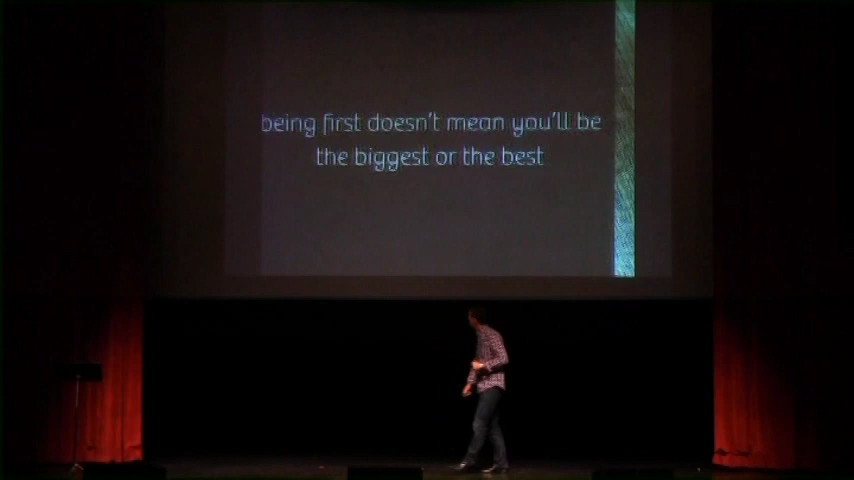 being first doesn't mean you'll be
the biggest or the best